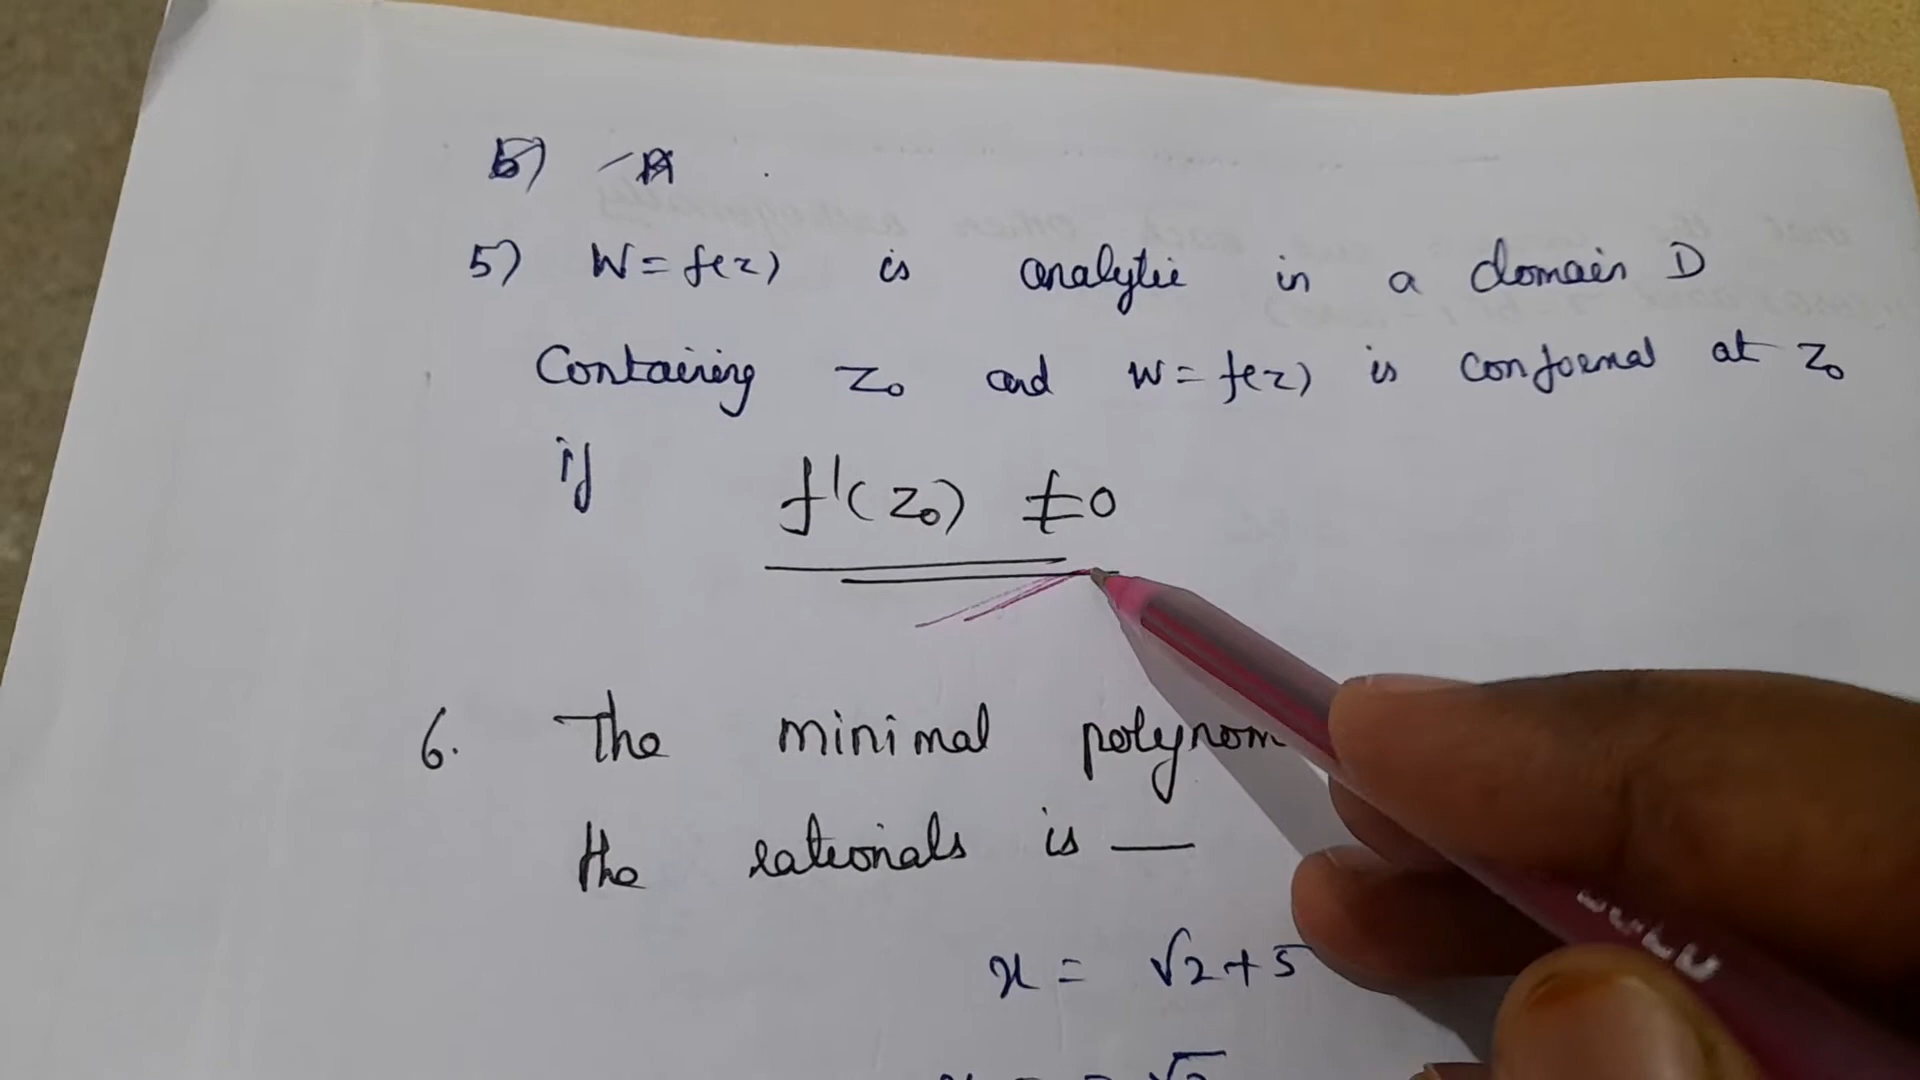 5) W = f(z) is analytic in a domain D
Containing z₀ and w = f(z) is conformal at z₀
if f'(z₀) ≠ 0
6. The minimal polynom
the rationals is —
x = √2 + 5